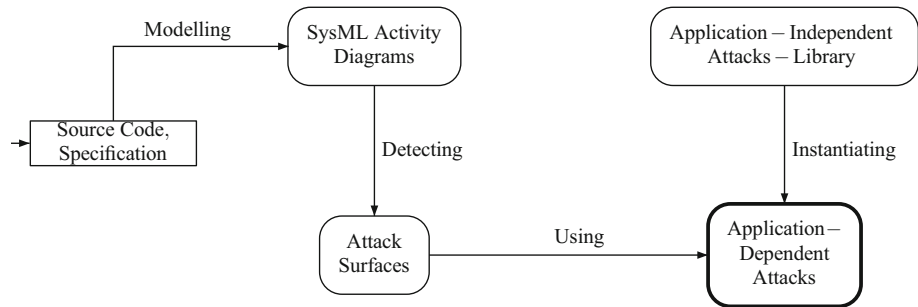 Modelling
SysML Activity
Diagrams
Application – Independent
Attacks – Library
Source Code,
Specification
Detecting
Instantiating
Attack
Surfaces
Using
Application –
Dependent
Attacks